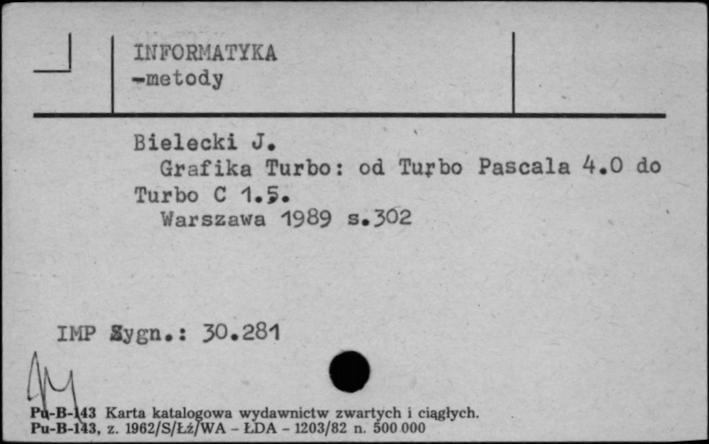 INFORMATYKA
-metody
Bielecki J.
Grafika Turbo: od Turbo Pascala 4.0 do
Turbo C 1.5.
Warszawa 1989 s.302
IMP Sygn.: 30.281
Pu-B-143 Karta katalogowa wydawnictw zwartych i ciągłych.
Pu-B-143, z. 1962/S/Łż/WA - ŁDA - 1203/82 n. 500 000